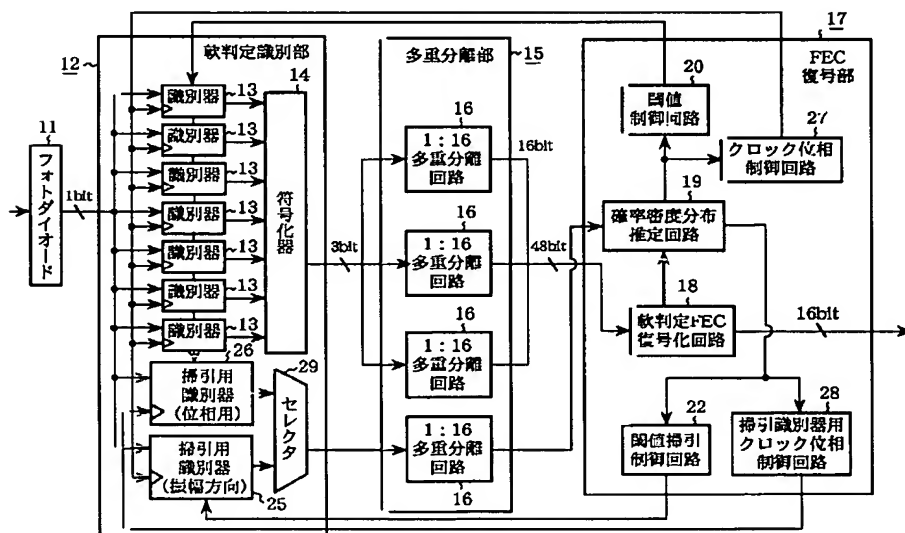 12
軟判定識別部
14
識別器
13
識別器
13
識別器
13
識別器
13
識別器
13
識別器
13
識別器
13
符号化器
11
フォトダイオード
1bit
26
掃引用
識別器
(位相用)
掃引用
識別器
(振幅方向)
25
29
セレクタ
3bit
多重分離部
15
16
1:16
多重分離
回路
16bit
16
1:16
多重分離
回路
48bit
16
1:16
多重分離
回路
1:16
多重分離
回路
16
17
FEC
復号部
20
閾値
制御回路
27
クロック位相
制御回路
19
確率密度分布
推定回路
18
軟判定FEC
復号化回路
16bit
22
閾値掃引
制御回路
28
掃引識別器用
クロック位相
制御回路